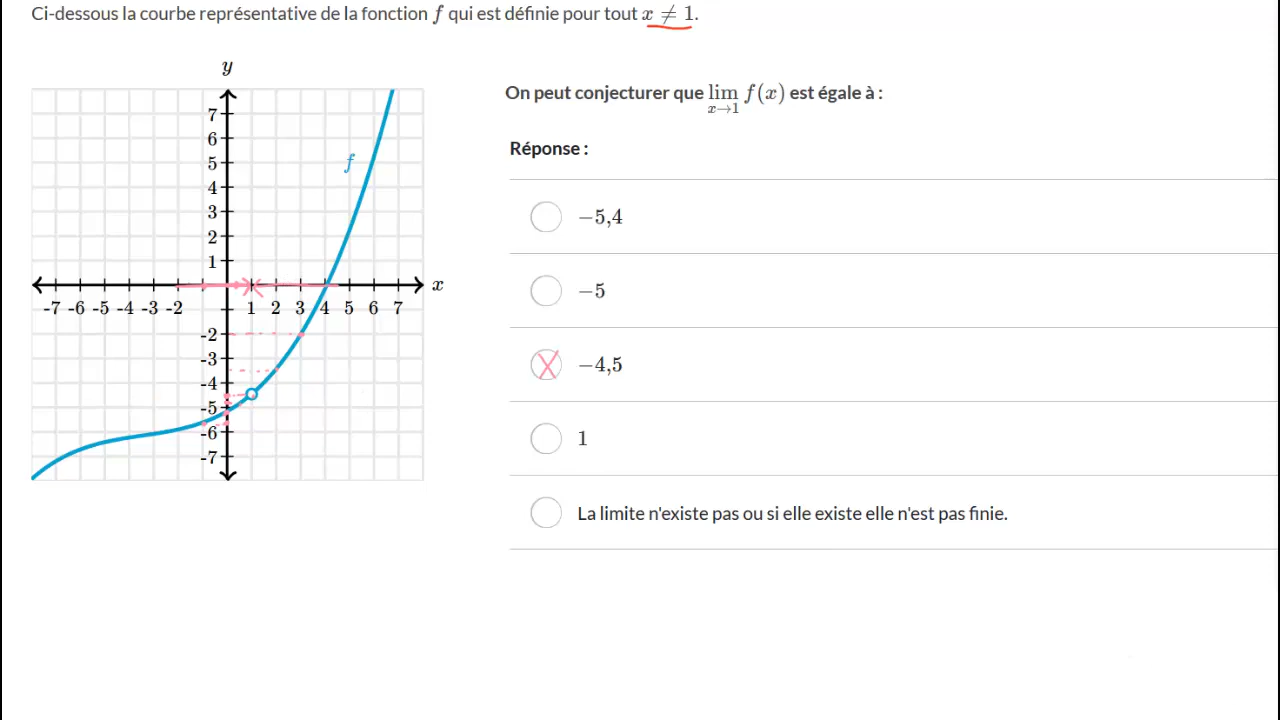 Ci-dessous la courbe représentative de la fonction f qui est définie pour tout x ≠ 1.
y
On peut conjecturer que lim f(x) est égale à :
x→1
7
6
5
4
3
2
1
f
Réponse :
−5,4
x
-7 -6 -5 -4 -3 -2 1 2 3 4 5 6 7
−5
-2
-3
-4
-5
-6
-7
−4,5
1
La limite n'existe pas ou si elle existe elle n'est pas finie.